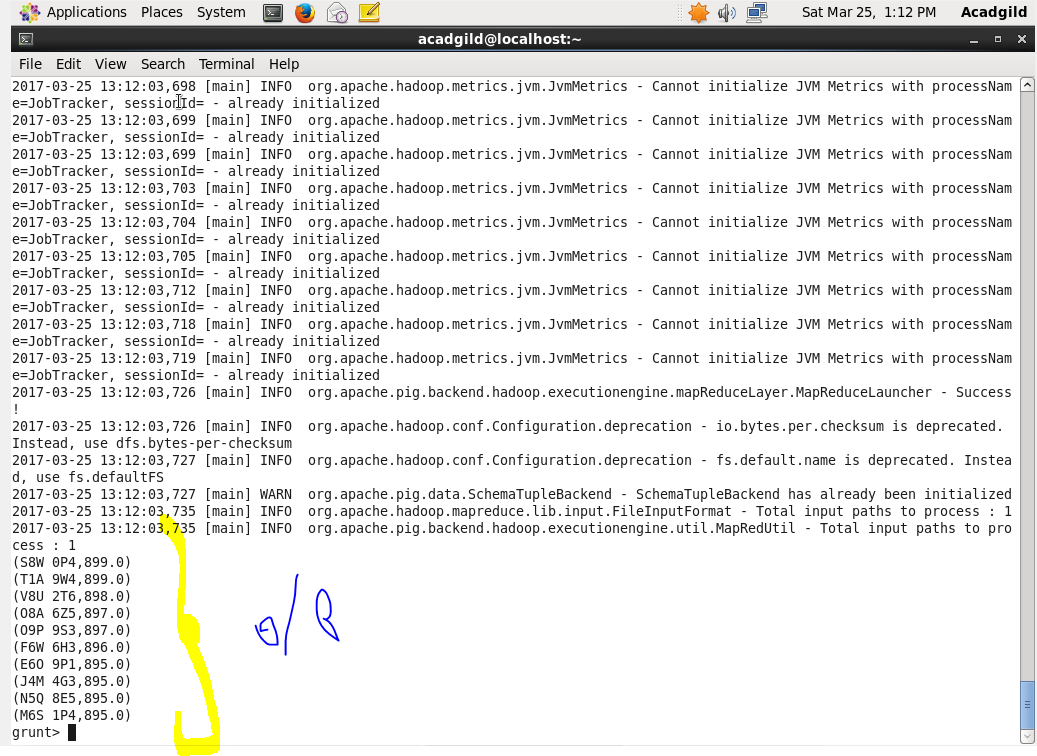 Applications Places System Sat Mar 25, 1:12 PM Acadgild
acadgild@localhost:~
File Edit View Search Terminal Help
2017-03-25 13:12:03,698 [main] INFO  org.apache.hadoop.metrics.jvm.JvmMetrics - Cannot initialize JVM Metrics with processNam
e=JobTracker, sessionId= - already initialized
2017-03-25 13:12:03,699 [main] INFO  org.apache.hadoop.metrics.jvm.JvmMetrics - Cannot initialize JVM Metrics with processNam
e=JobTracker, sessionId= - already initialized
2017-03-25 13:12:03,699 [main] INFO  org.apache.hadoop.metrics.jvm.JvmMetrics - Cannot initialize JVM Metrics with processNam
e=JobTracker, sessionId= - already initialized
2017-03-25 13:12:03,703 [main] INFO  org.apache.hadoop.metrics.jvm.JvmMetrics - Cannot initialize JVM Metrics with processNam
e=JobTracker, sessionId= - already initialized
2017-03-25 13:12:03,704 [main] INFO  org.apache.hadoop.metrics.jvm.JvmMetrics - Cannot initialize JVM Metrics with processNam
e=JobTracker, sessionId= - already initialized
2017-03-25 13:12:03,705 [main] INFO  org.apache.hadoop.metrics.jvm.JvmMetrics - Cannot initialize JVM Metrics with processNam
e=JobTracker, sessionId= - already initialized
2017-03-25 13:12:03,712 [main] INFO  org.apache.hadoop.metrics.jvm.JvmMetrics - Cannot initialize JVM Metrics with processNam
e=JobTracker, sessionId= - already initialized
2017-03-25 13:12:03,718 [main] INFO  org.apache.hadoop.metrics.jvm.JvmMetrics - Cannot initialize JVM Metrics with processNam
e=JobTracker, sessionId= - already initialized
2017-03-25 13:12:03,719 [main] INFO  org.apache.hadoop.metrics.jvm.JvmMetrics - Cannot initialize JVM Metrics with processNam
e=JobTracker, sessionId= - already initialized
2017-03-25 13:12:03,726 [main] INFO  org.apache.pig.backend.hadoop.executionengine.mapReduceLayer.MapReduceLauncher - Success
!
2017-03-25 13:12:03,726 [main] INFO  org.apache.hadoop.conf.Configuration.deprecation - io.bytes.per.checksum is deprecated.
Instead, use dfs.bytes-per-checksum
2017-03-25 13:12:03,727 [main] INFO  org.apache.hadoop.conf.Configuration.deprecation - fs.default.name is deprecated. Instea
d, use fs.defaultFS
2017-03-25 13:12:03,727 [main] WARN  org.apache.pig.data.SchemaTupleBackend - SchemaTupleBackend has already been initialized
2017-03-25 13:12:03,735 [main] INFO  org.apache.hadoop.mapreduce.lib.input.FileInputFormat - Total input paths to process : 1
2017-03-25 13:12:03,735 [main] INFO  org.apache.pig.backend.hadoop.executionengine.util.MapRedUtil - Total input paths to pro
cess : 1
(S8W 0P4,899.0)
(T1A 9W4,899.0)
(V8U 2T6,898.0)
(O8A 6Z5,897.0)
(O9P 9S3,897.0)
(F6W 6H3,896.0)
(E6O 9P1,895.0)
(J4M 4G3,895.0)
(N5Q 8E5,895.0)
(M6S 1P4,895.0)
grunt>